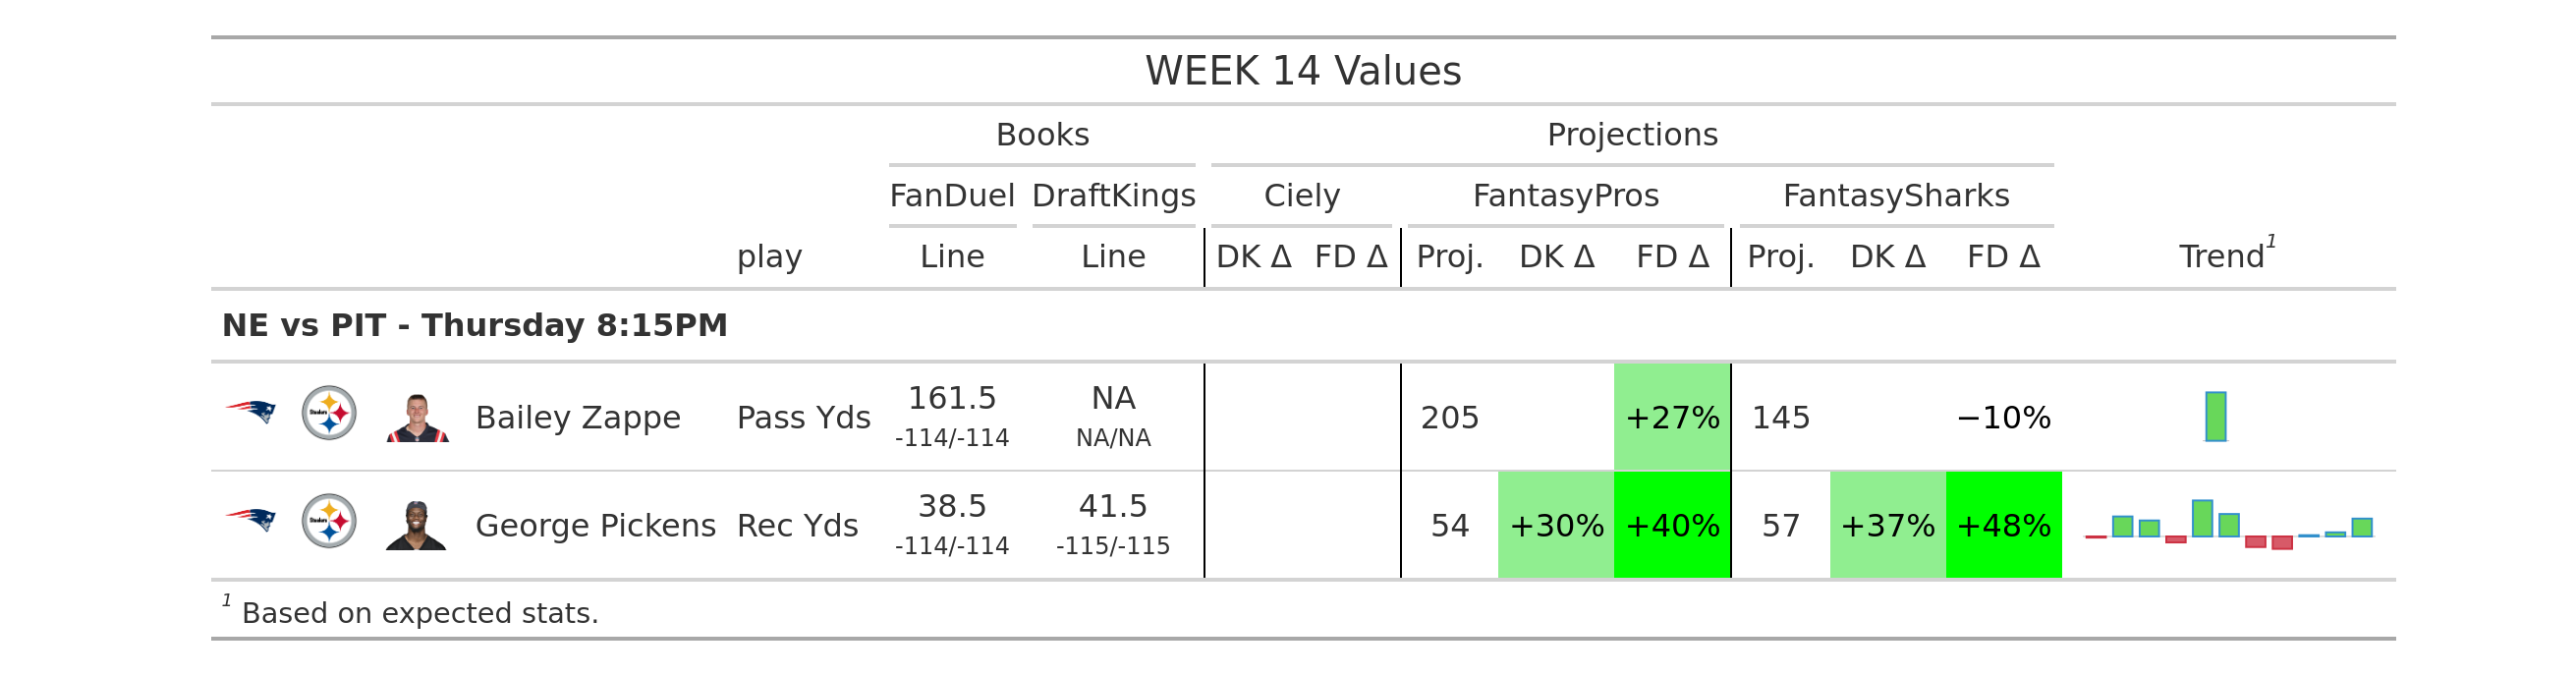 WEEK 14 Values
Books Projections
FanDuel DraftKings Ciely FantasyPros FantasySharks
play Line Line DK Δ FD Δ Proj. DK Δ FD Δ Proj. DK Δ FD Δ Trend1
NE vs PIT - Thursday 8:15PM
Steelers Bailey Zappe Pass Yds 161.5 NA 205 +27% 145 −10%
-114/-114 NA/NA
Steelers George Pickens Rec Yds 38.5 41.5 54 +30% +40% 57 +37% +48%
-114/-114 -115/-115
1 Based on expected stats.